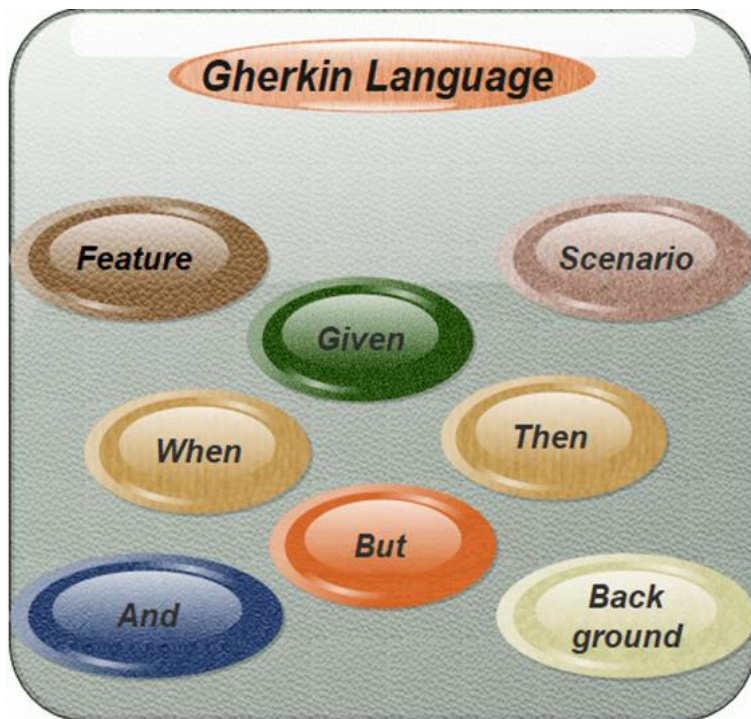 Gherkin Language
Feature
Scenario
Given
When
Then
But
And
Back
ground